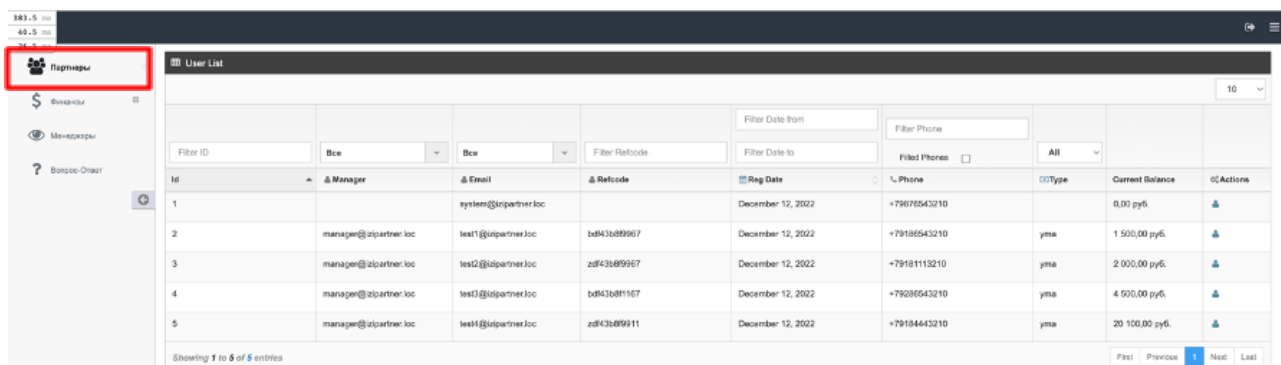 383.5 ms
40.5 ms
Партнеры
Финансы
Менеджеры
Вопрос-Ответ
User List
10
Filter Date from
Filter Phone
Filter ID Все Все Filter Refcode Filter Date to Filled Phones All
Id Manager Email Refcode Reg Date Phone Type Current Balance Actions
1 system@izipartner.loc December 12, 2022 +79876543210 0,00 руб.
2 manager@izipartner.loc test1@izipartner.loc bdf43b8f9967 December 12, 2022 +79186543210 yma 1 500,00 руб.
3 manager@izipartner.loc test2@izipartner.loc zdf43b8f9967 December 12, 2022 +79181113210 yma 2 000,00 руб.
4 manager@izipartner.loc test3@izipartner.loc bdf43b8f1167 December 12, 2022 +79286543210 yma 4 500,00 руб.
5 manager@izipartner.loc test4@izipartner.loc zdf43b8f9911 December 12, 2022 +79184443210 yma 20 100,00 руб.
Showing 1 to 5 of 5 entries First Previous 1 Next Last